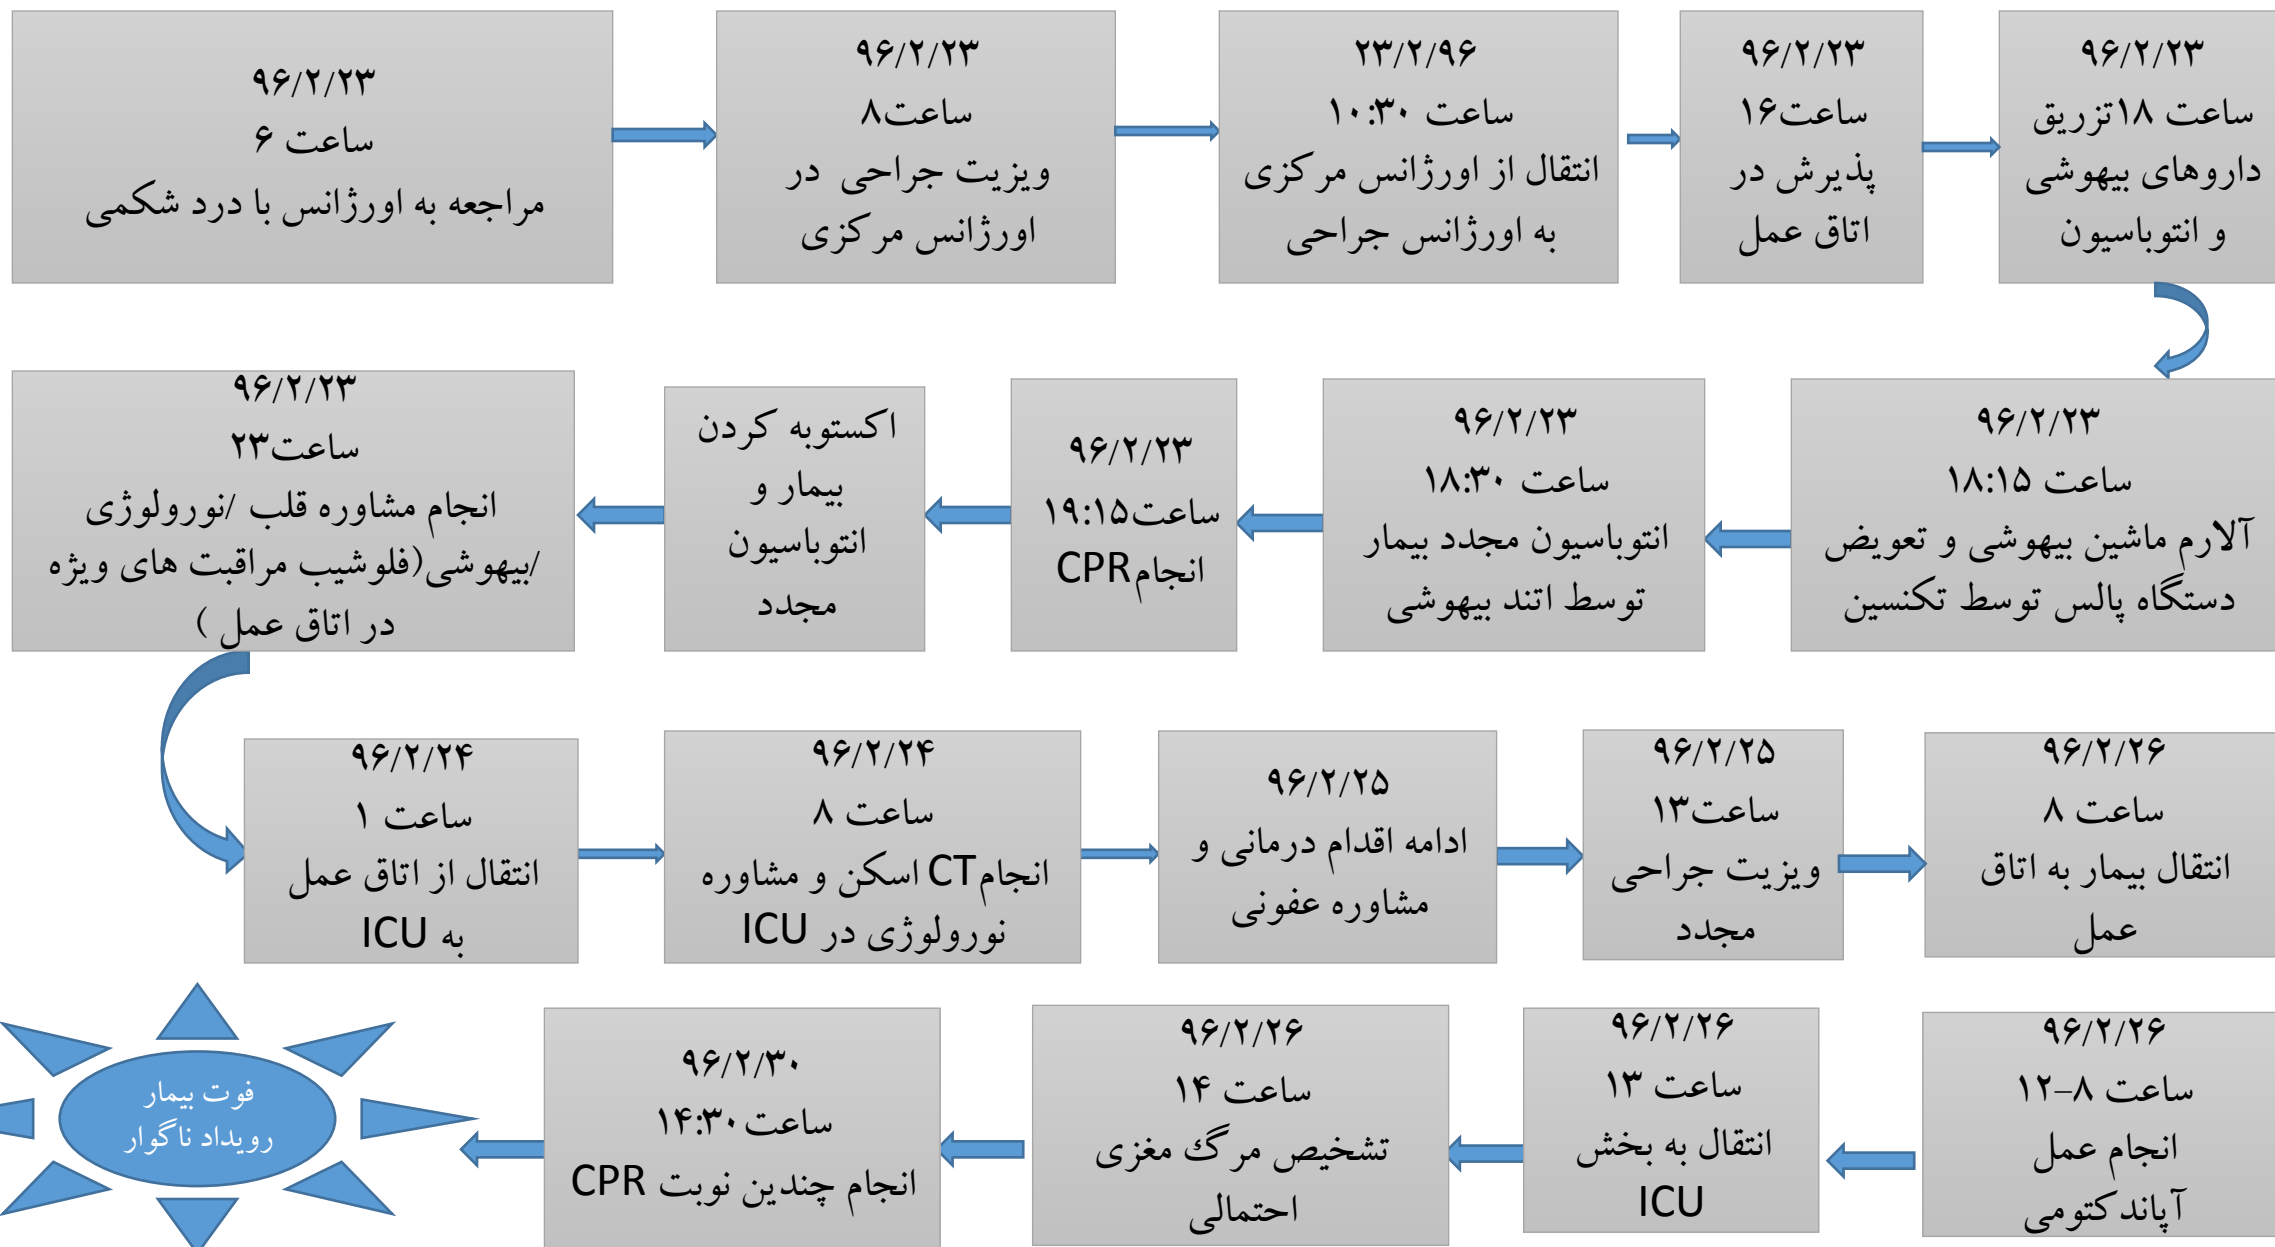 ۹۶/۲/۲۳
ساعت ۶
مراجعه به اورژانس با درد شکمی
۹۶/۲/۲۳
ساعت۸
ویزیت جراحی در
اورژانس مرکزی
۲۳/۲/۹۶
ساعت ۱۰:۳۰
انتقال از اورژانس مرکزی
به اورژانس جراحی
۹۶/۲/۲۳
ساعت۱۶
پذیرش در
اتاق عمل
۹۶/۲/۲۳
ساعت ۱۸تزریق
داروهای بیهوشی
و انتوباسیون
۹۶/۲/۲۳
ساعت ۱۸:۱۵
آلارم ماشین بیهوشی و تعویض
دستگاه پالس توسط تکنسین
۹۶/۲/۲۳
ساعت ۱۸:۳۰
انتوباسیون مجدد بیمار
توسط اتند بیهوشی
۹۶/۲/۲۳
ساعت۱۹:۱۵
انجامCPR
اکستوبه کردن
بیمار و
انتوباسیون
مجدد
۹۶/۲/۲۳
ساعت۲۳
انجام مشاوره قلب /نورولوژی
/بیهوشی(فلوشیب مراقبت های ویژه
در اتاق عمل )
۹۶/۲/۲۴
ساعت ۱
انتقال از اتاق عمل
به ICU
۹۶/۲/۲۴
ساعت ۸
انجامCT اسکن و مشاوره
نورولوژی در ICU
۹۶/۲/۲۵
ادامه اقدام درمانی و
مشاوره عفونی
۹۶/۲/۲۵
ساعت۱۳
ویزیت جراحی
مجدد
۹۶/۲/۲۶
ساعت ۸
انتقال بیمار به اتاق
عمل
۹۶/۲/۲۶
ساعت ۸–۱۲
انجام عمل
آپاندکتومی
۹۶/۲/۲۶
ساعت ۱۳
انتقال به بخش
ICU
۹۶/۲/۲۶
ساعت ۱۴
تشخیص مرگ مغزی
احتمالی
۹۶/۲/۳۰
ساعت۱۴:۳۰
انجام چندین نوبت CPR
فوت بیمار
رویداد ناگوار